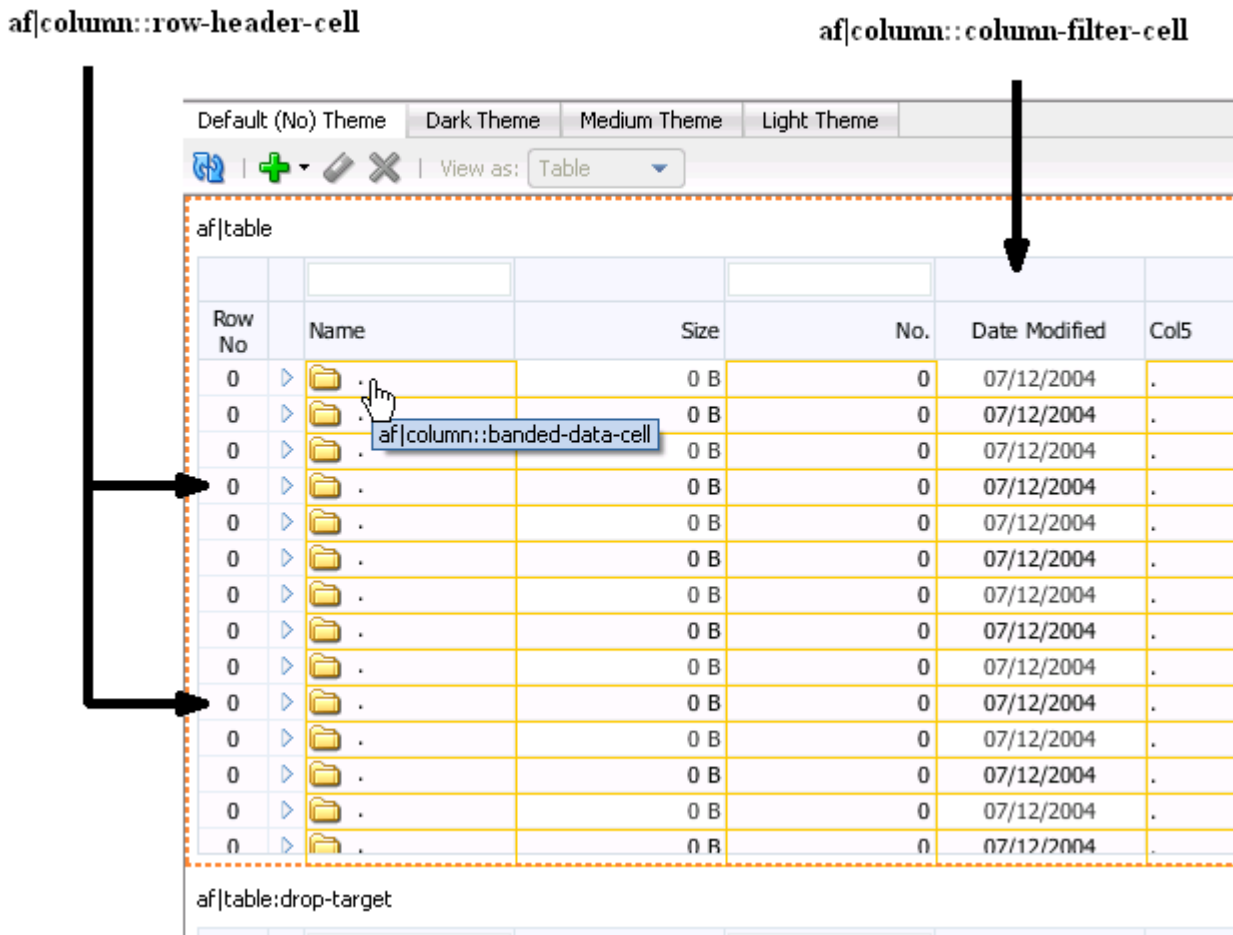 af|column::row-header-cell
af|column::column-filter-cell
Default (No) Theme Dark Theme Medium Theme Light Theme
View as: Table
af|table
Row No Name Size No. Date Modified Col5
0 . 0 B 0 07/12/2004 .
0 . 0 B 0 07/12/2004 .
af|column::banded-data-cell
0 . 0 B 0 07/12/2004 .
0 . 0 B 0 07/12/2004 .
0 . 0 B 0 07/12/2004 .
0 . 0 B 0 07/12/2004 .
0 . 0 B 0 07/12/2004 .
0 . 0 B 0 07/12/2004 .
0 . 0 B 0 07/12/2004 .
0 . 0 B 0 07/12/2004 .
0 . 0 B 0 07/12/2004 .
0 . 0 B 0 07/12/2004 .
0 . 0 B 0 07/12/2004 .
0 . 0 B 0 07/12/2004 .
af|table:drop-target